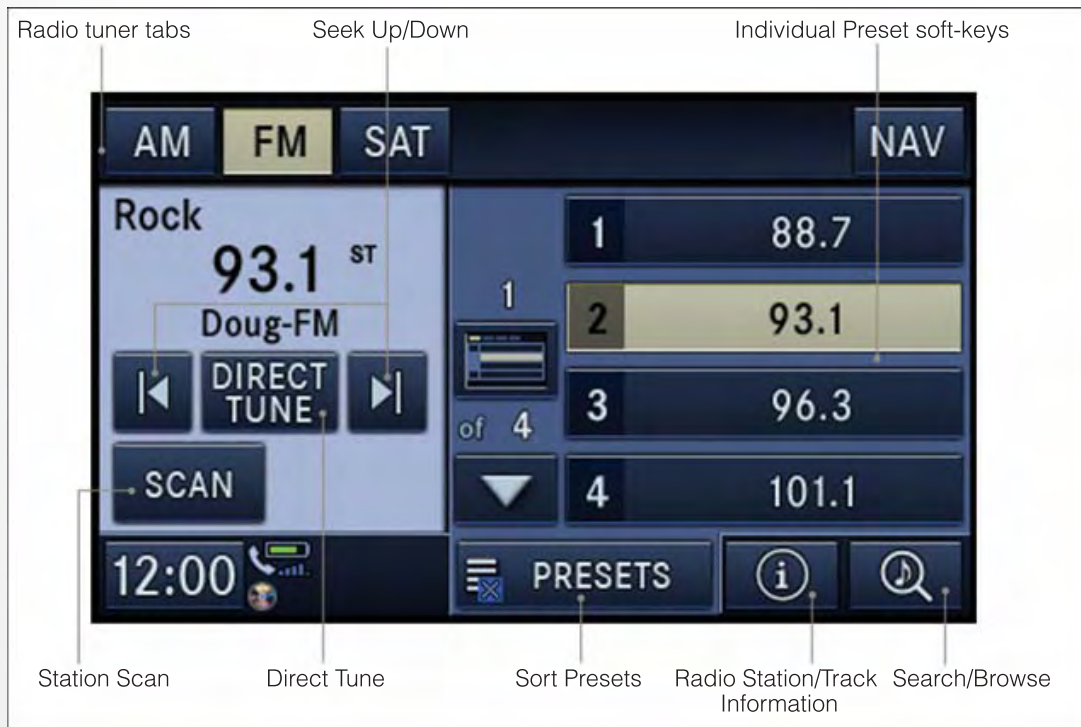 Radio tuner tabs
Seek Up/Down
Individual Preset soft-keys
AM
FM
SAT
NAV
Rock
93.1 ST
Doug-FM
DIRECT
TUNE
SCAN
12:00
1
of 4
1 88.7
2 93.1
3 96.3
4 101.1
PRESETS
i
Station Scan
Direct Tune
Sort Presets
Radio Station/Track
Information
Search/Browse